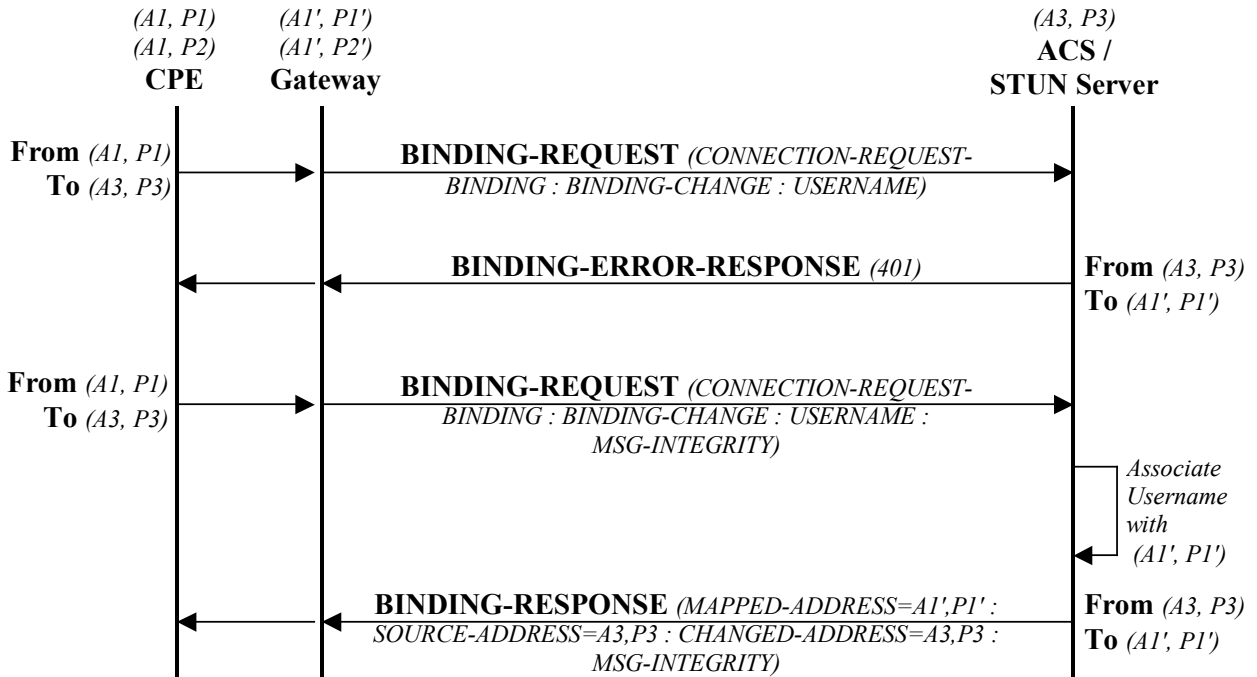 (A1, P1)
(A1, P2)
CPE
(A1', P1')
(A1', P2')
Gateway
(A3, P3)
ACS /
STUN Server
From (A1, P1)
To (A3, P3)
BINDING-REQUEST (CONNECTION-REQUEST-
BINDING : BINDING-CHANGE : USERNAME)
BINDING-ERROR-RESPONSE (401)
From (A3, P3)
To (A1', P1')
From (A1, P1)
To (A3, P3)
BINDING-REQUEST (CONNECTION-REQUEST-
BINDING : BINDING-CHANGE : USERNAME :
MSG-INTEGRITY)
Associate
Username
with
(A1', P1')
BINDING-RESPONSE (MAPPED-ADDRESS=A1',P1' :
SOURCE-ADDRESS=A3,P3 : CHANGED-ADDRESS=A3,P3 :
MSG-INTEGRITY)
From (A3, P3)
To (A1', P1')